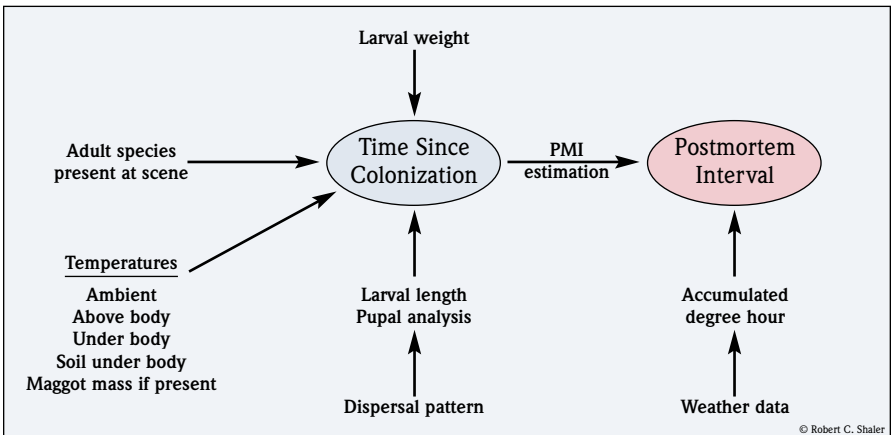 Larval weight
Adult species
present at scene
Time Since
Colonization
PMI
estimation
Postmortem
Interval
Temperatures
Ambient
Above body
Under body
Soil under body
Maggot mass if present
Larval length
Pupal analysis
Accumulated
degree hour
Dispersal pattern
Weather data
© Robert C. Shaler